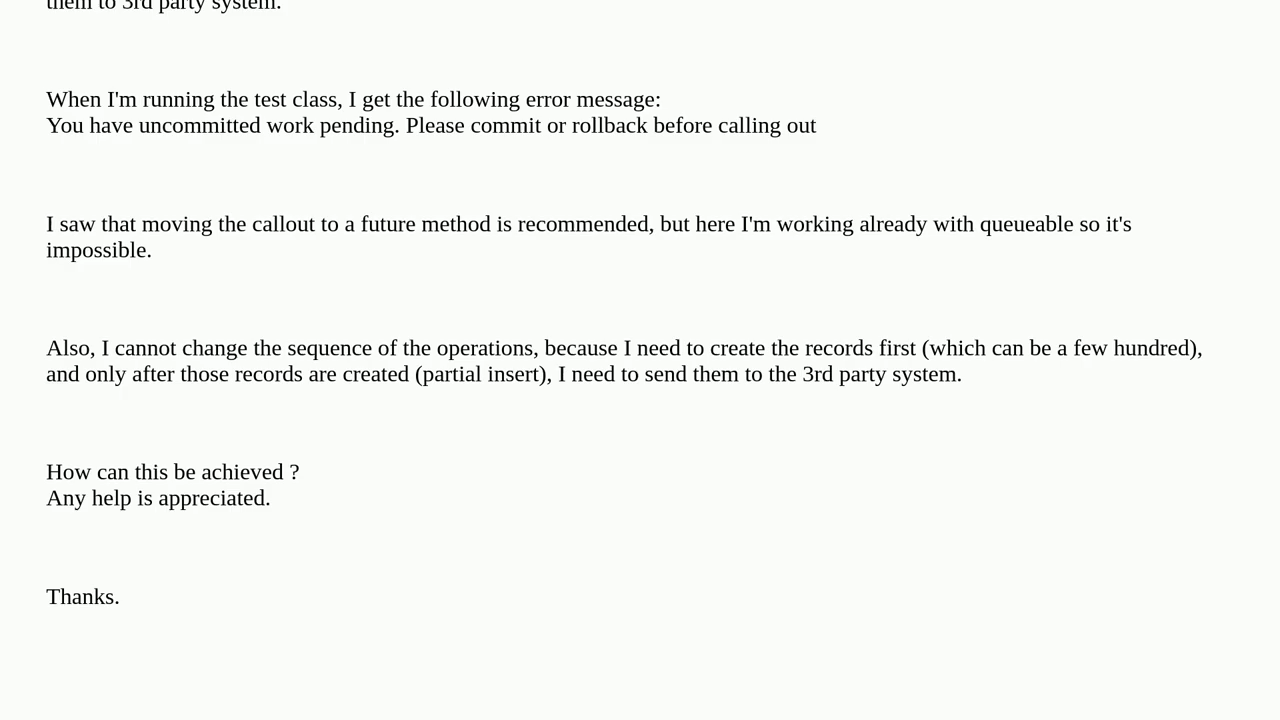 them to 3rd party system.
When I'm running the test class, I get the following error message:
You have uncommitted work pending. Please commit or rollback before calling out
I saw that moving the callout to a future method is recommended, but here I'm working already with queueable so it's
impossible.
Also, I cannot change the sequence of the operations, because I need to create the records first (which can be a few hundred),
and only after those records are created (partial insert), I need to send them to the 3rd party system.
How can this be achieved ?
Any help is appreciated.
Thanks.